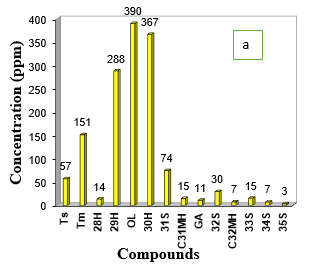 400
350
300
250
200
150
100
50
0
Concentration (ppm)
57
151
14
288
390
367
74
15
11
30
7
15
7
3
a
Ts
Tm
28H
29H
OL
30H
31S
C31MH
GA
32S
C32MH
33S
34S
35S
Compounds